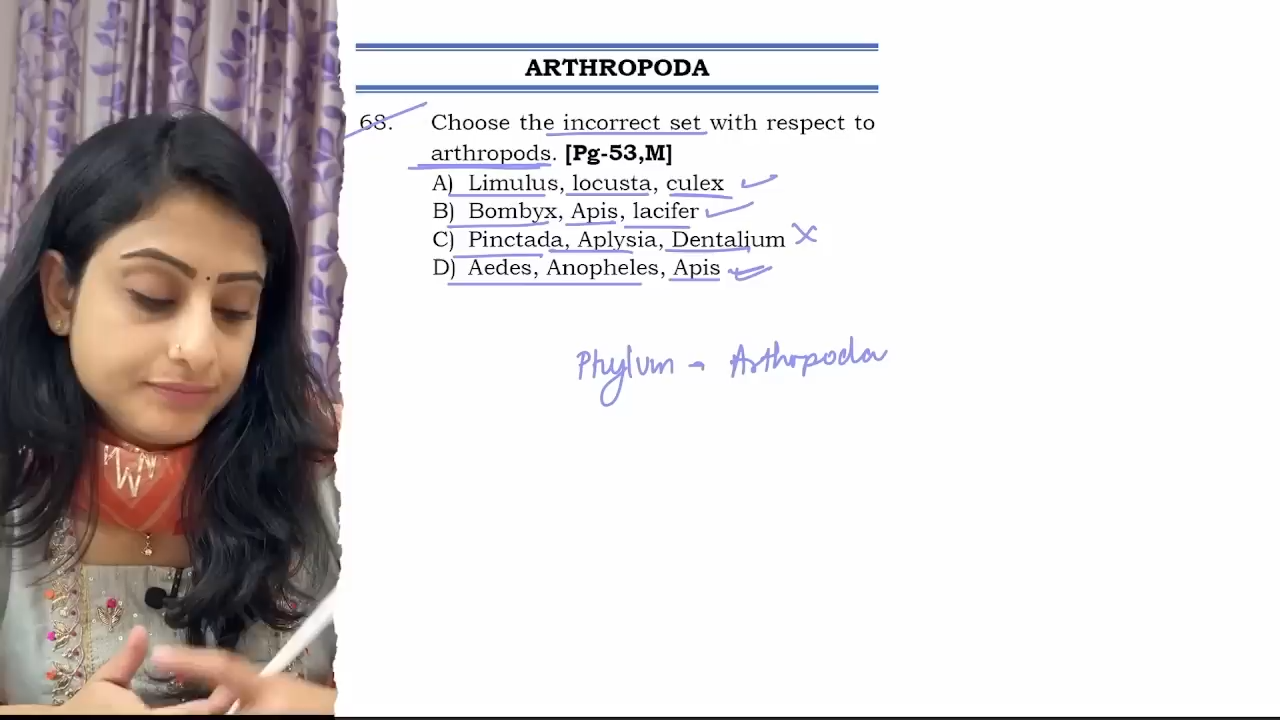 ARTHROPODA
68. Choose the incorrect set with respect to
arthropods. [Pg-53,M]
A) Limulus, locusta, culex
B) Bombyx, Apis, lacifer
C) Pinctada, Aplysia, Dentalium
D) Aedes, Anopheles, Apis
Phylum - Arthropoda